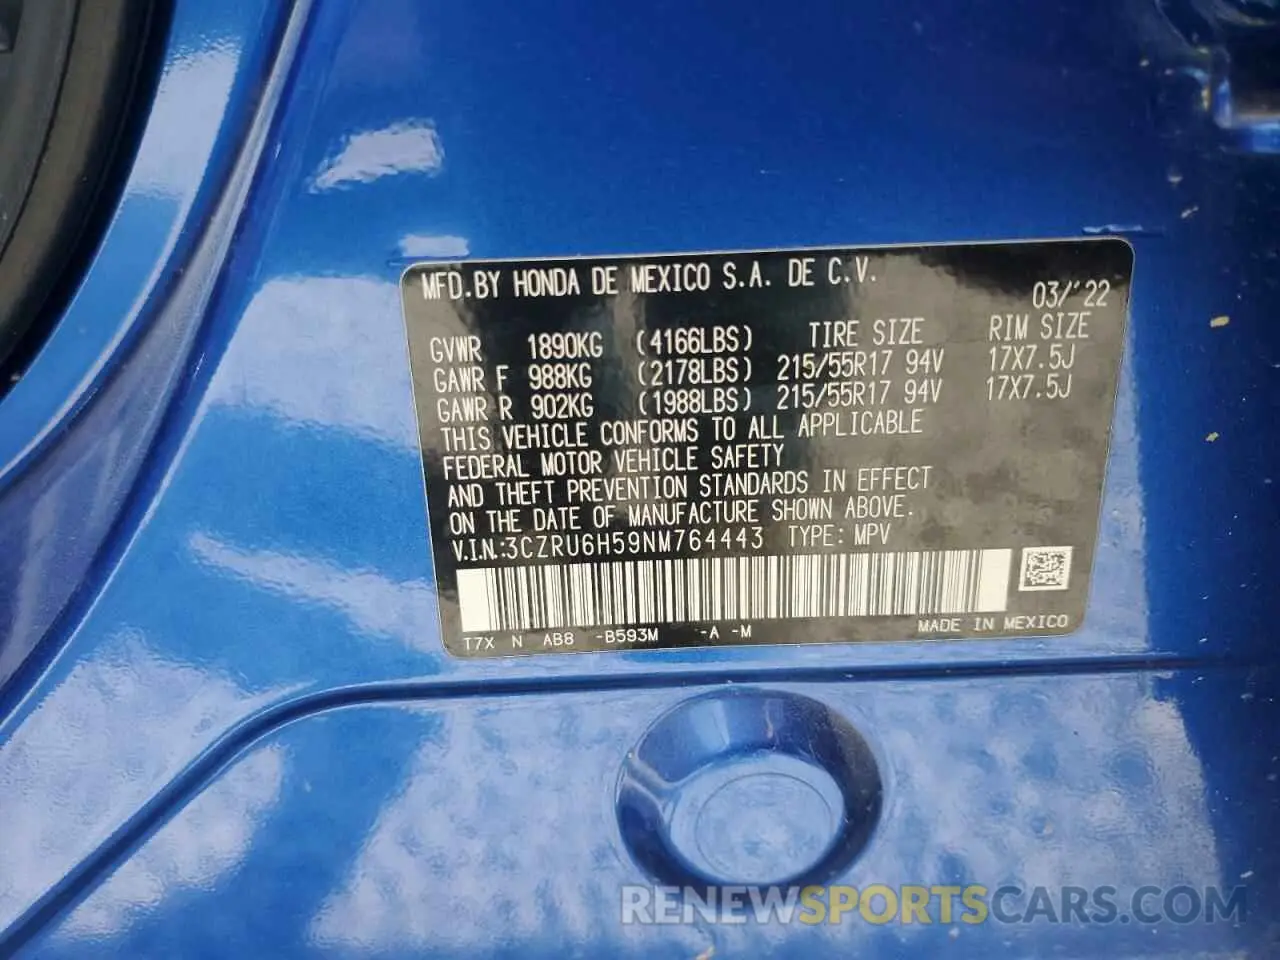 MFD.BY HONDA DE MEXICO S.A. DE C.V.
03/'22
GVWR 1890KG (4166LBS) TIRE SIZE RIM SIZE
GAWR F 988KG (2178LBS) 215/55R17 94V 17X7.5J
GAWR R 902KG (1988LBS) 215/55R17 94V 17X7.5J
THIS VEHICLE CONFORMS TO ALL APPLICABLE
FEDERAL MOTOR VEHICLE SAFETY
AND THEFT PREVENTION STANDARDS IN EFFECT
ON THE DATE OF MANUFACTURE SHOWN ABOVE.
V.I.N.:3CZRU6H59NM764443 TYPE: MPV
T7X N AB8 -B593M -A -M MADE IN MEXICO
RENEWSPORTSCARS.COM